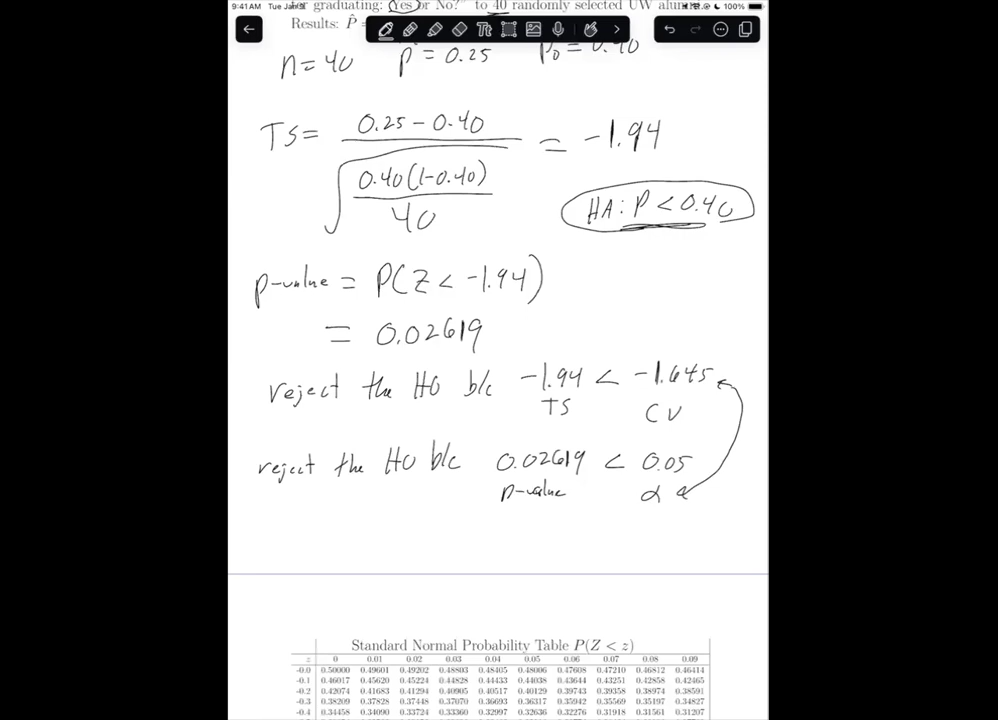 9:41 AM Tue Jan 100%
graduating: Yes or No?" to 40 randomly selected UW alum
Results: P̂ =
n=40 p̂ = 0.25 p₀ = 0.40
TS= 0.25 - 0.40 = -1.94
0.40(1-0.40)
40
HA: P < 0.40
p-value = P(Z < -1.94)
= 0.02619
reject the H0 b/c -1.94 < -1.645
TS CV
reject the H0 b/c 0.02619 < 0.05
p-value α
Standard Normal Probability Table P(Z < z)
z 0 0.01 0.02 0.03 0.04 0.05 0.06 0.07 0.08 0.09
-0.0 0.50000 0.49601 0.49202 0.48803 0.48405 0.48006 0.47608 0.47210 0.46812 0.46414
-0.1 0.46017 0.45620 0.45224 0.44828 0.44433 0.44038 0.43644 0.43251 0.42858 0.42465
-0.2 0.42074 0.41683 0.41294 0.40905 0.40517 0.40129 0.39743 0.39358 0.38974 0.38591
-0.3 0.38209 0.37828 0.37448 0.37070 0.36693 0.36317 0.35942 0.35569 0.35197 0.34827
-0.4 0.34458 0.34090 0.33724 0.33360 0.32997 0.32636 0.32276 0.31918 0.31561 0.31207